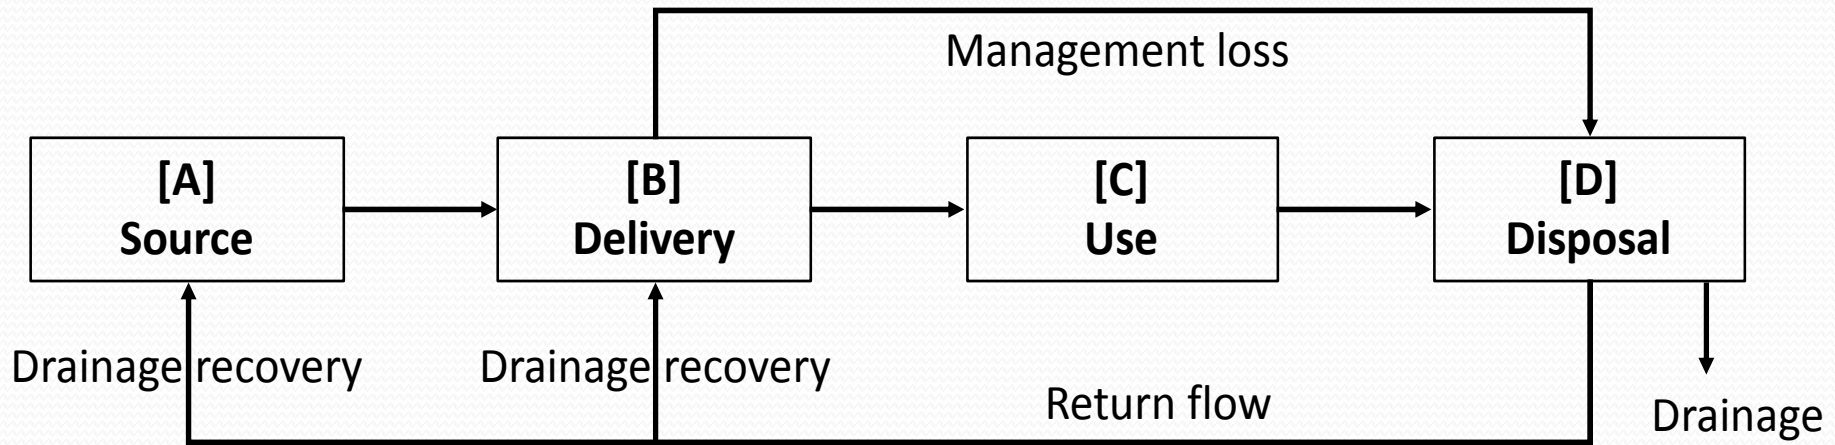 Management loss
[A]
Source
[B]
Delivery
[C]
Use
[D]
Disposal
Drainage recovery
Drainage recovery
Return flow
Drainage